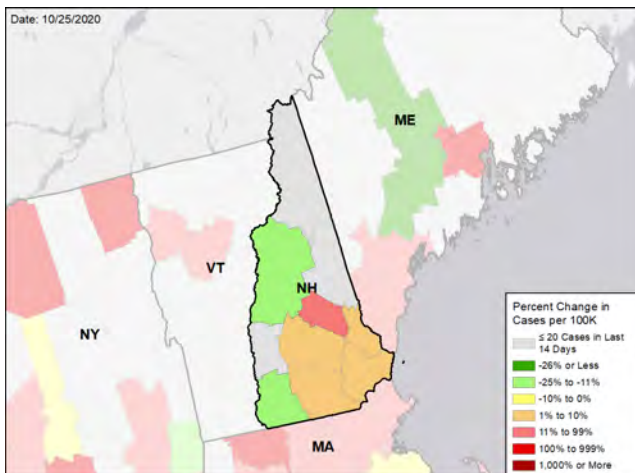 Date: 10/25/2020
ME
VT
NH
NY
MA
Percent Change in
Cases per 100K
≤ 20 Cases in Last
14 Days
-26% or Less
-25% to -11%
-10% to 0%
1% to 10%
11% to 99%
100% to 999%
1,000% or More